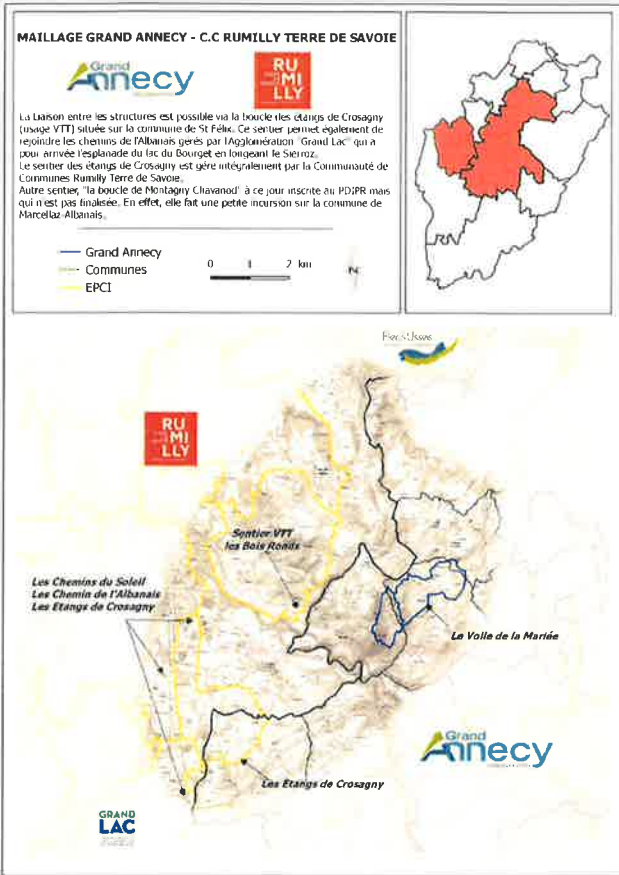 MAILLAGE GRAND ANNECY - C.C RUMILLY TERRE DE SAVOIE
Grand
Annecy
RU
MI
LLY
La Liaison entre les structures est possible via la boucle des étangs de Crosagny
(usage VTT) située sur la commune de St Félix. Ce sentier permet également de
rejoindre les chemins de l'Albanais gérés par l'Agglomération "Grand Lac" qui a
pour arrivée l'esplanade du lac du Bourget en longeant le Sierroz.
Le sentier des étangs de Crosagny est géré intégralement par la Communauté de
Communes Rumilly Terre de Savoie.
Autre sentier, "la boucle de Montagny Chavanod" à ce jour inscrite au PDIPR mais
qui n'est pas finalisée. En effet, elle fait une petite incursion sur la commune de
Marcellaz-Albanais.
Grand Annecy
Communes
EPCI
0 1 2 km
N
Fier & Usses
RU
MI
LLY
Sentier VTT
les Bois Ronds
Les Chemins du Soleil
Les Chemin de l'Albanais
Les Etangs de Crosagny
Le Voile de la Mariée
Grand
Annecy
Les Etangs de Crosagny
GRAND
LAC